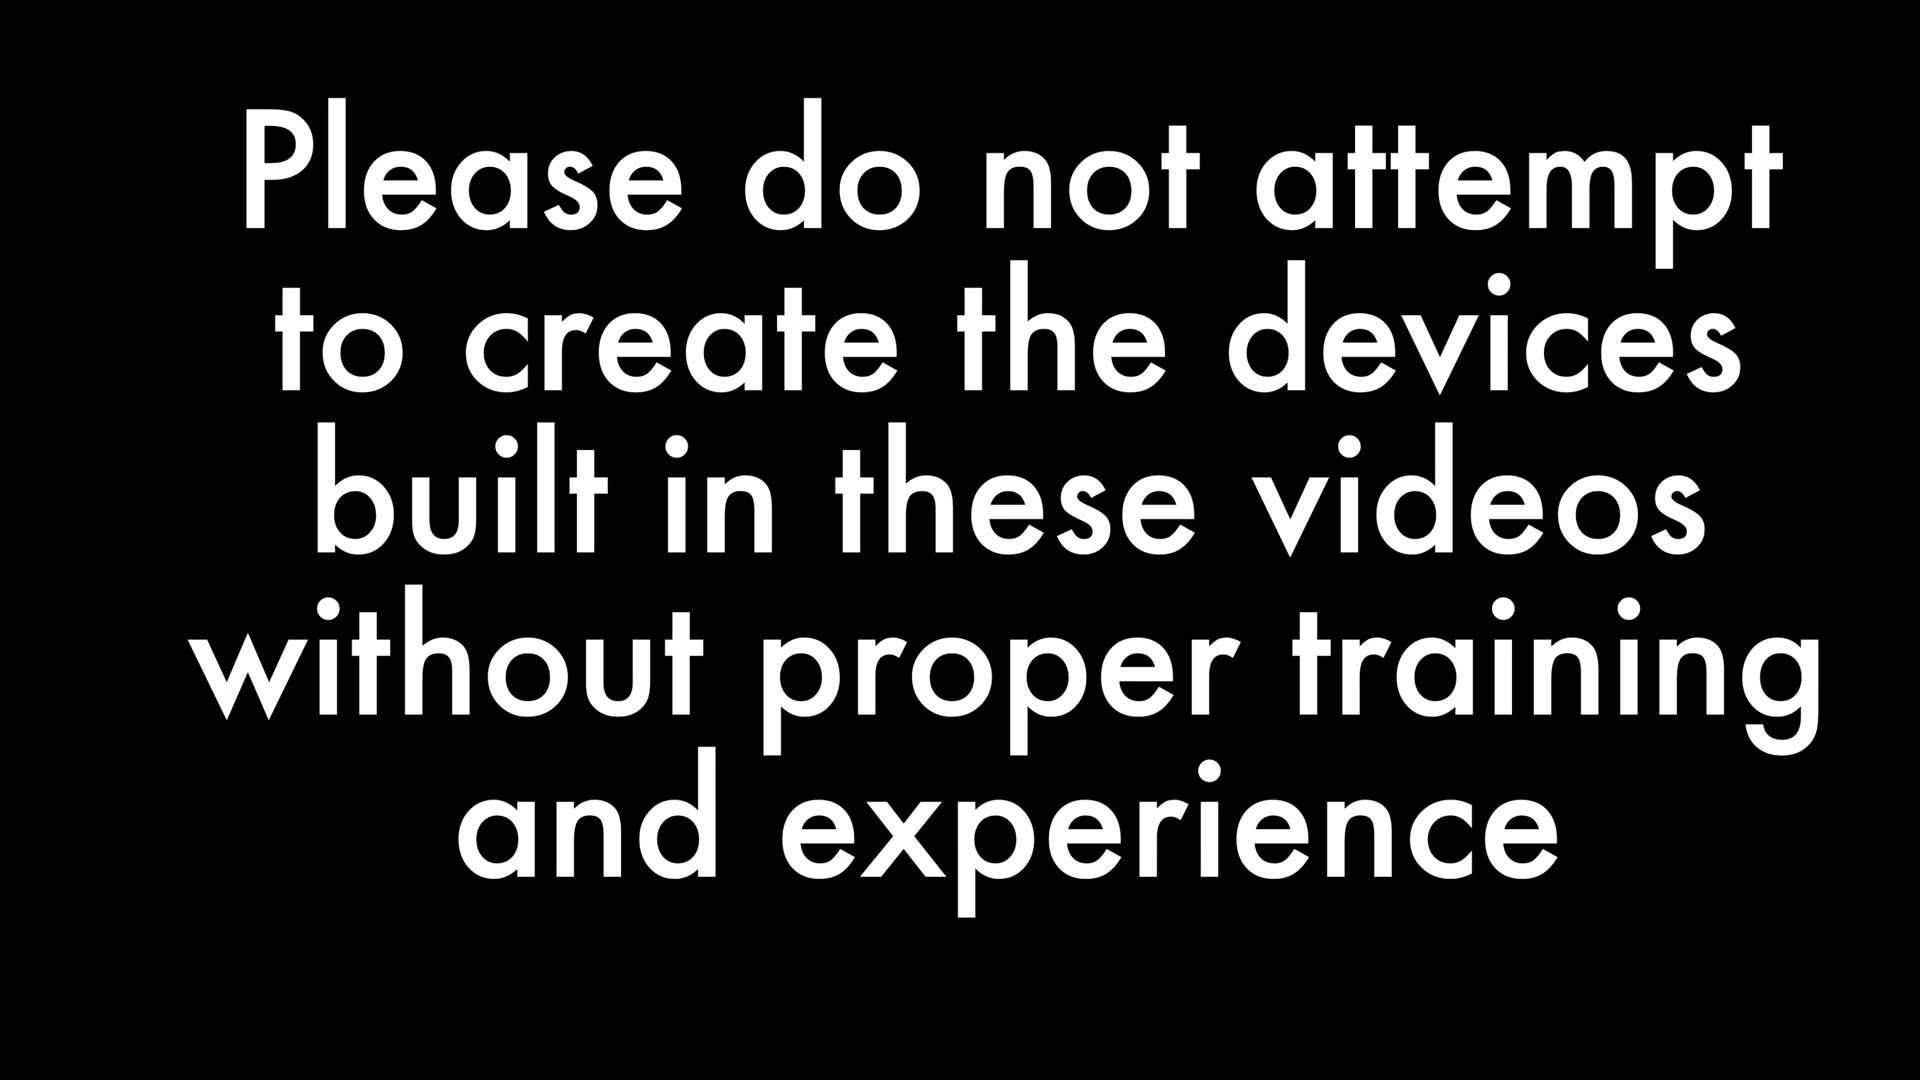 Please do not attempt
to create the devices
built in these videos
without proper training
and experience